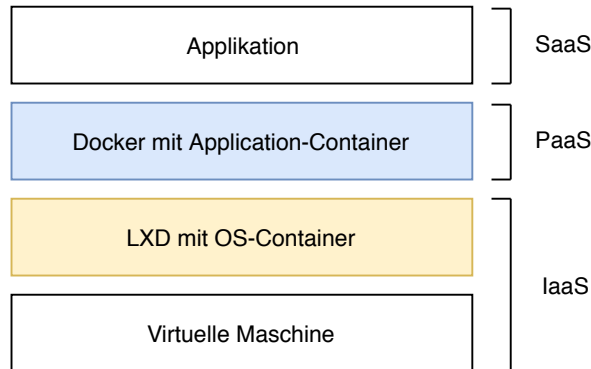 Applikation
SaaS
Docker mit Application-Container
PaaS
LXD mit OS-Container
IaaS
Virtuelle Maschine